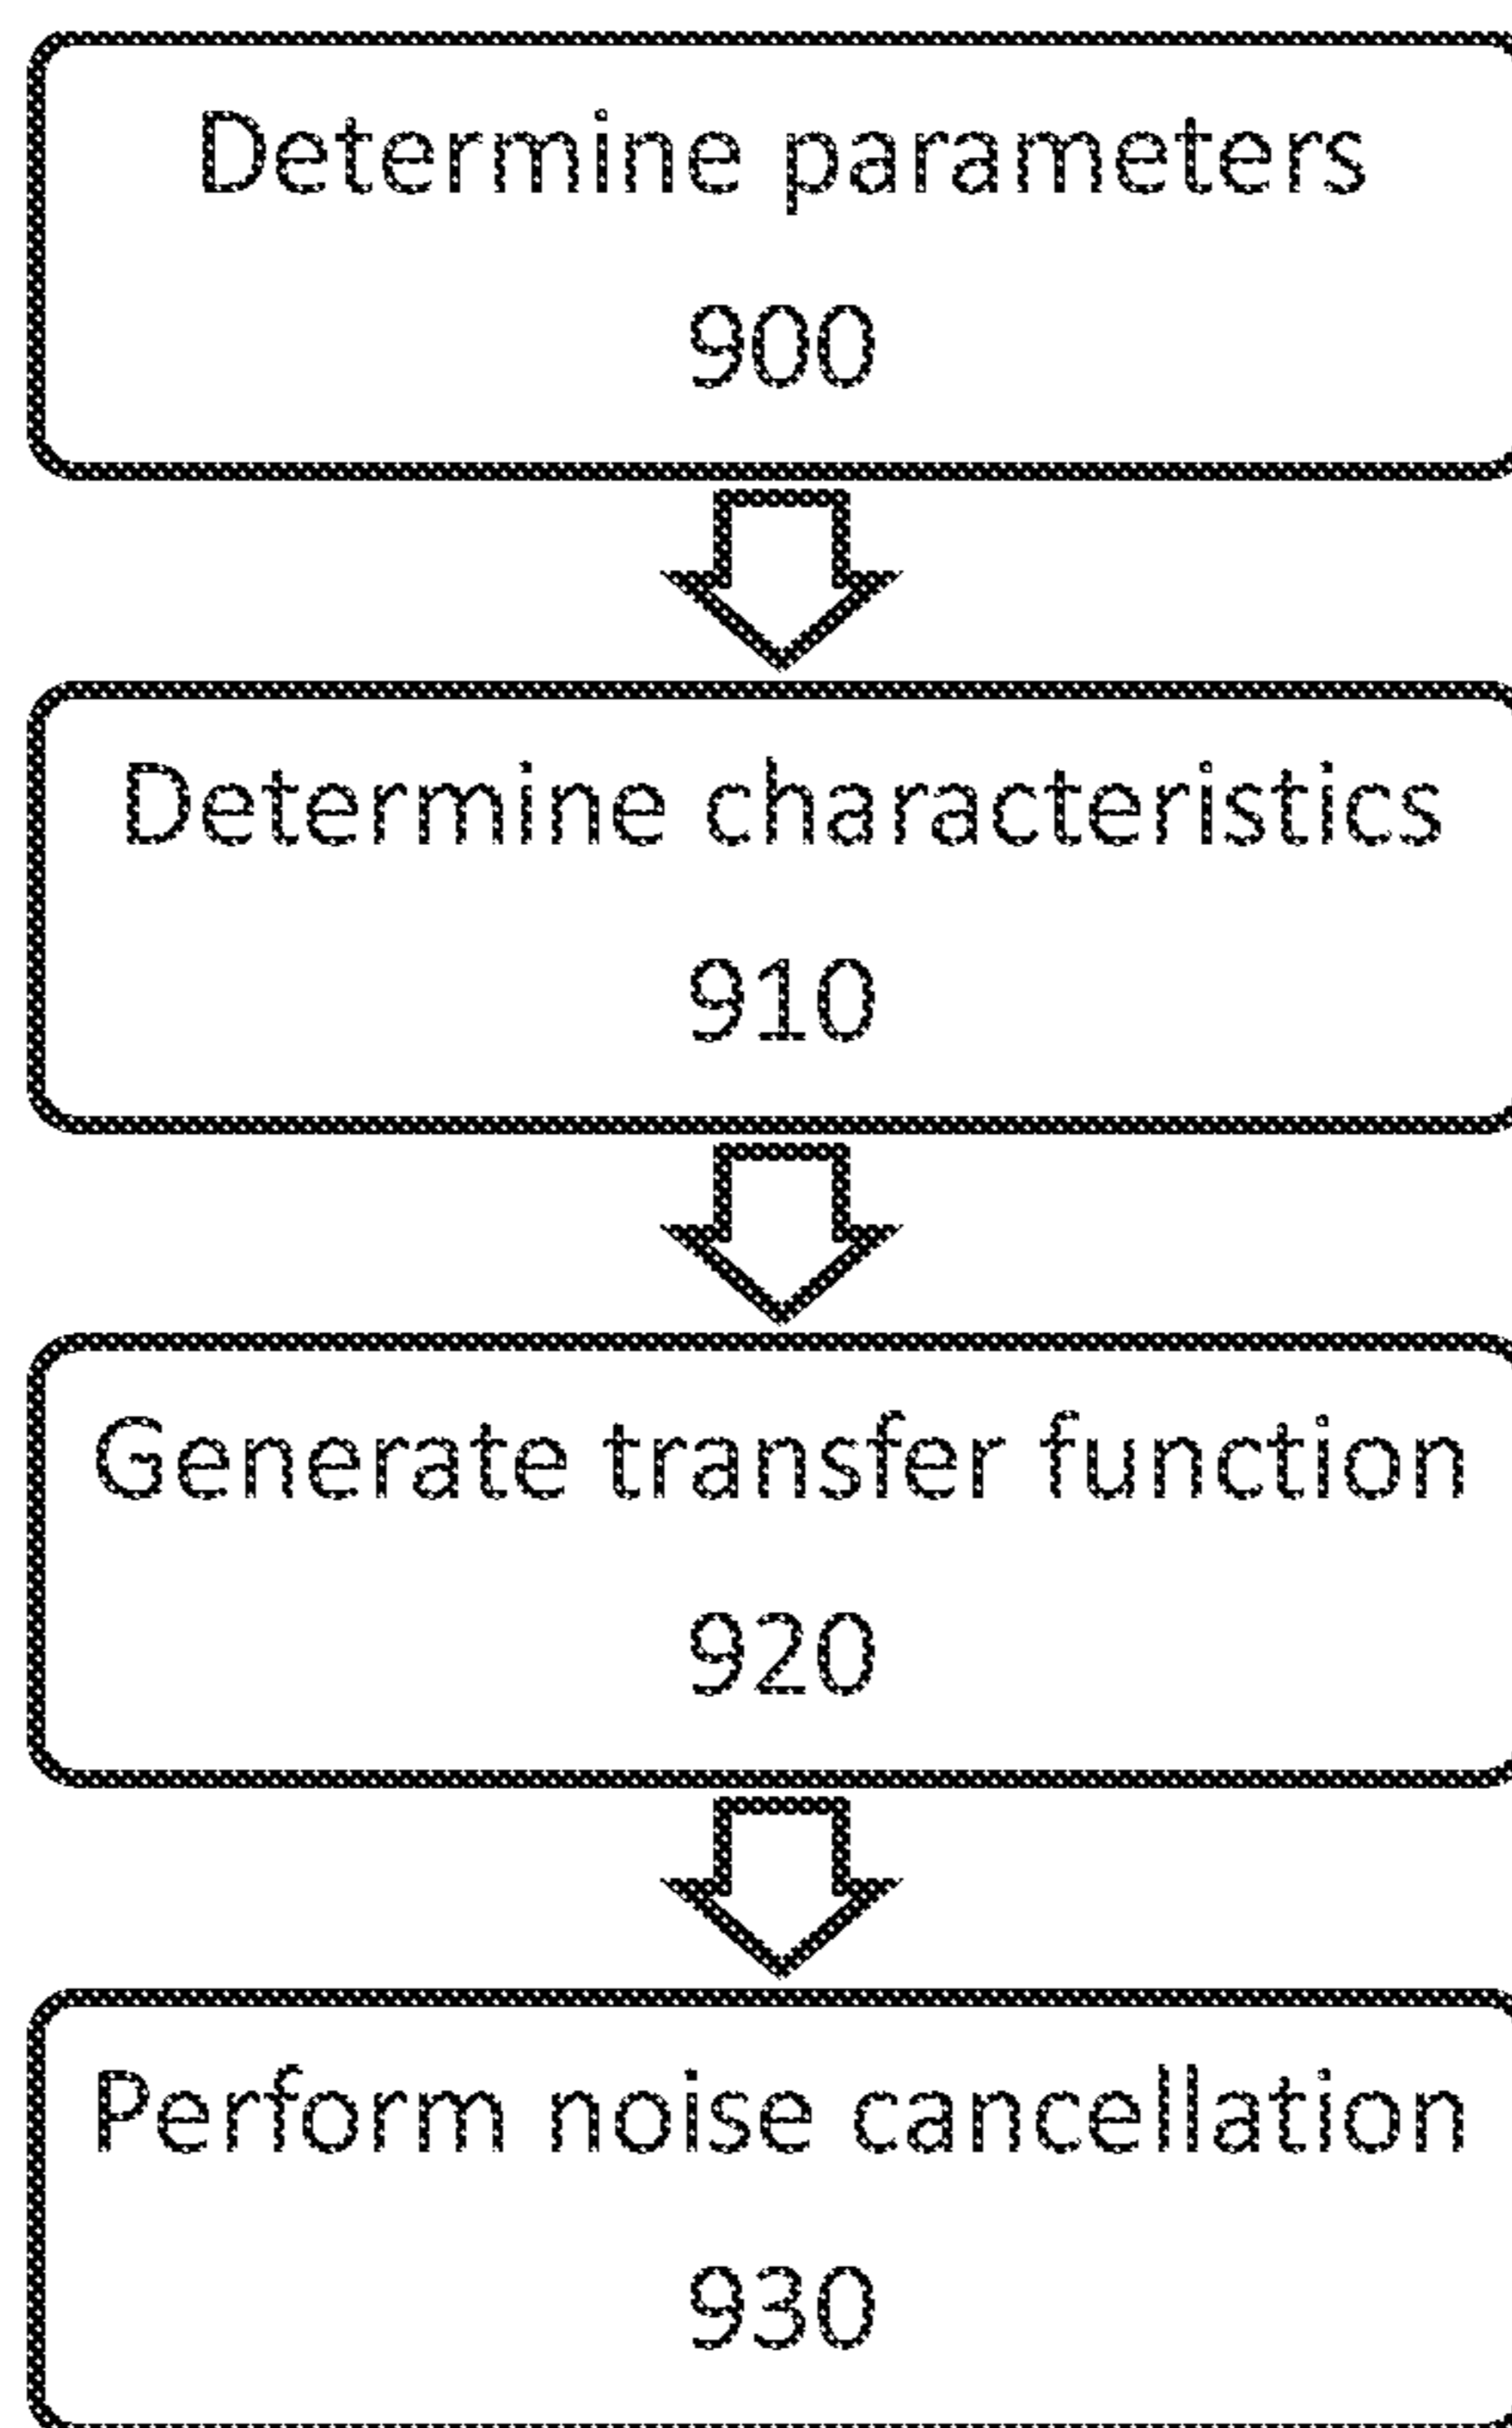 Determine parameters
900
Determine characteristics
910
Generate transfer function
920
Perform noise cancellation
930